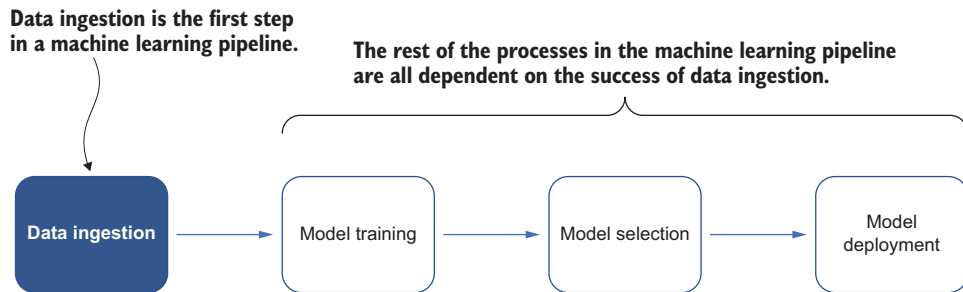 Data ingestion is the first step
in a machine learning pipeline.
The rest of the processes in the machine learning pipeline
are all dependent on the success of data ingestion.
Data ingestion
Model training
Model selection
Model
deployment